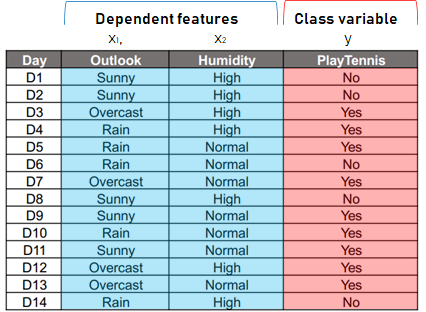 Dependent features Class variable
x₁, x₂ y
Day Outlook Humidity PlayTennis
D1 Sunny High No
D2 Sunny High No
D3 Overcast High Yes
D4 Rain High Yes
D5 Rain Normal Yes
D6 Rain Normal No
D7 Overcast Normal Yes
D8 Sunny High No
D9 Sunny Normal Yes
D10 Rain Normal Yes
D11 Sunny Normal Yes
D12 Overcast High Yes
D13 Overcast Normal Yes
D14 Rain High No